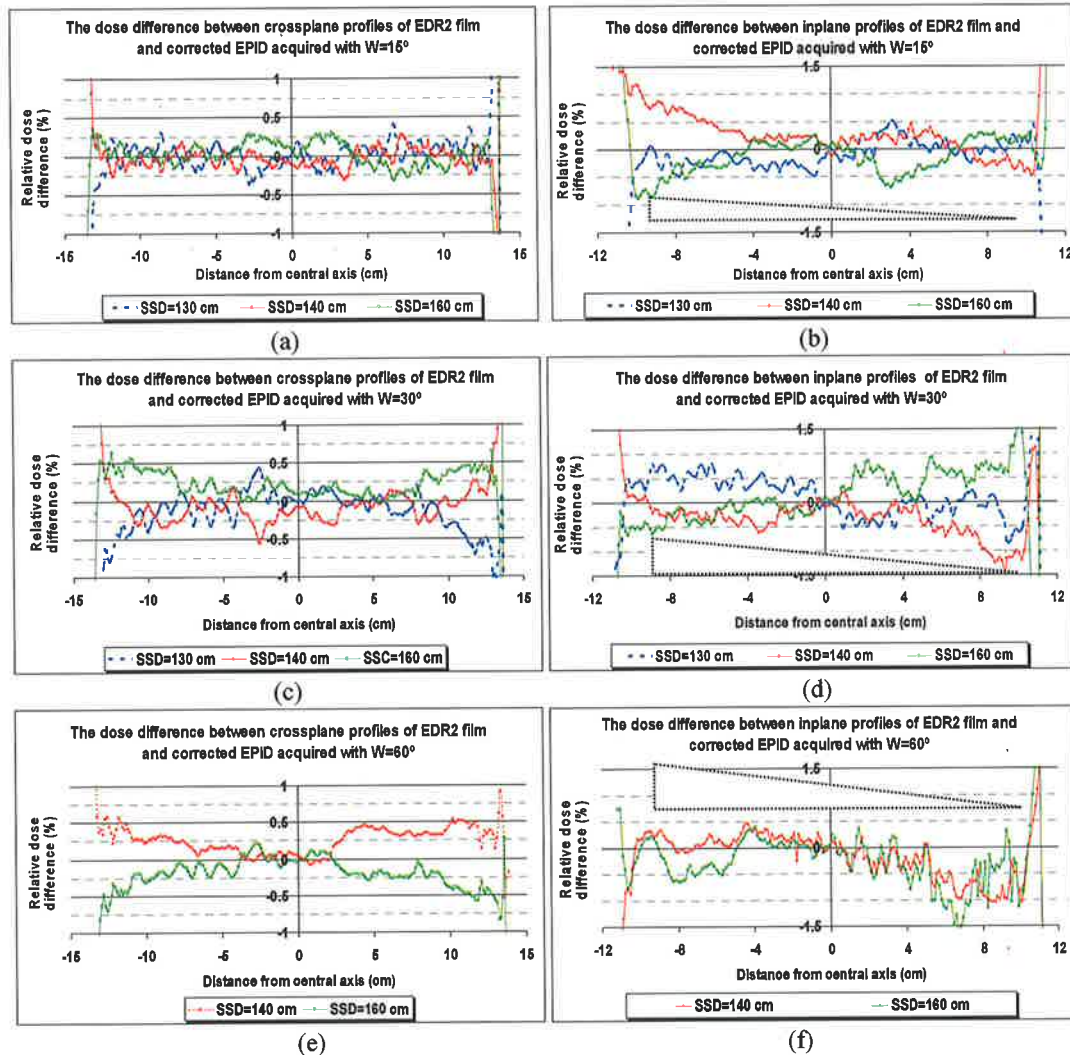 The dose difference between crossplane profiles of EDR2 film
and corrected EPID acquired with W=15º
Relative dose
difference (%)
1
0.5
0
-0.5
-1
-15 -10 -5 0 5 10 15
Distance from central axis (cm)
SSD=130 cm SSD=140 cm SSD=160 cm
(a)
The dose difference between inplane profiles of EDR2 film and
corrected EPID acquired with W=15º
Relative dose
difference (%)
1.5
0
-1.5
-12 -8 -4 0 4 8 12
Distance from central axis (cm)
SSD=130 cm SSD=140 cm SSD=160 cm
(b)
The dose difference between crossplane profiles of EDR2 film
and corrected EPID acquired with W=30º
Relative dose
difference (%)
1
0.5
0
-0.5
-1
-15 -10 -5 0 5 10 15
Distance from central axis (cm)
SSD=130 cm SSD=140 cm SSC=160 cm
(c)
The dose difference between inplane profiles of EDR2 film
and corrected EPID acquired with W=30º
Relative dose
difference (%)
1.5
0
-1.5
-12 -8 -4 0 4 8 12
Distance from central axis (cm)
SSD=130 cm SSD=140 cm SSD=160 cm
(d)
The dose difference between crossplane profiles of EDR2 film
and corrected EPID acquired with W=60º
Relative dose
difference (%)
1
0.5
0
-0.5
-1
-15 -10 -5 0 5 10 15
Distance from central axis (cm)
SSD=140 cm SSD=160 cm
(e)
The dose difference between inplane profiles of EDR2 film and
corrected EPID acquired with W=60º
Relative dose
difference (%)
1.5
0
-1.5
-12 -8 -4 0 4 8 12
Distance from central axis (cm)
SSD=140 cm SSD=160 cm
(f)